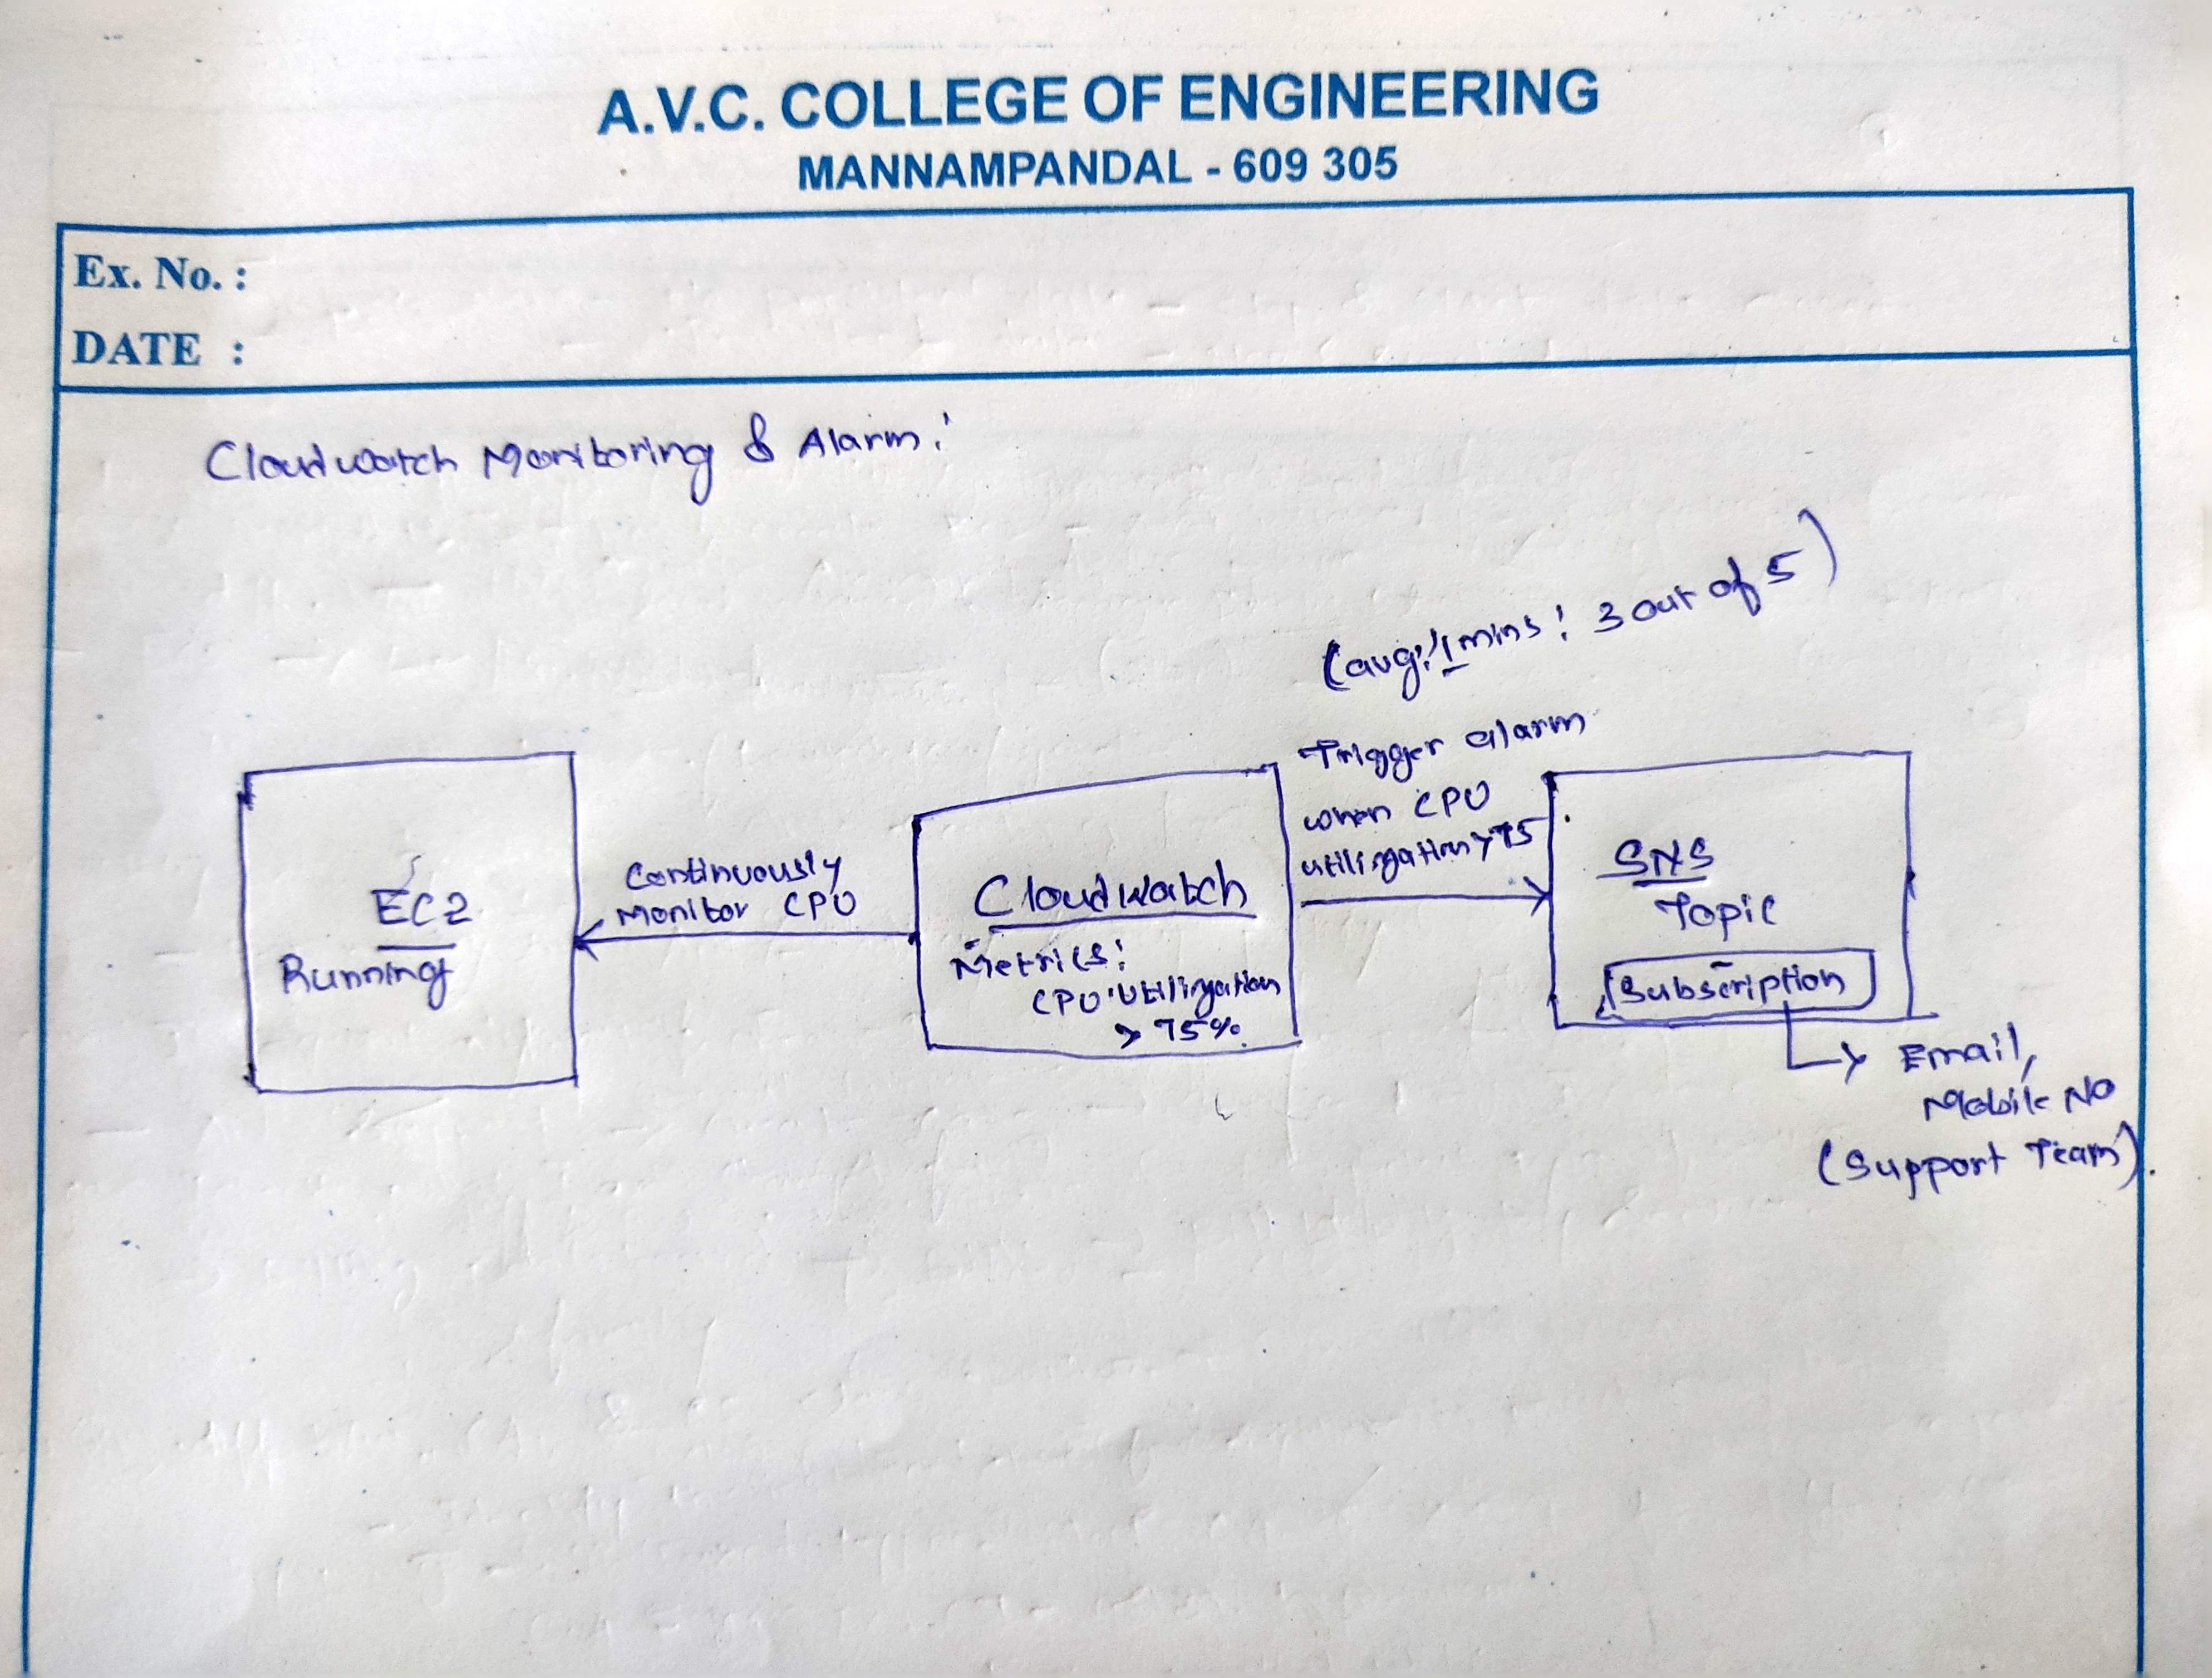 A.V.C. COLLEGE OF ENGINEERING
MANNAMPANDAL - 609 305
Ex. No. :
DATE :
Cloudwatch Monitoring & Alarm:
(avg: 1 mins: 3 out of 5)
Trigger alarm
when CPU
utilization > 75
EC2
Running
Continuously
Monitor CPU
Cloudwatch
Metrics:
CPU utilization
> 75%.
SNS
Topic
Subscription
Email,
Mobile No
(Support Team).